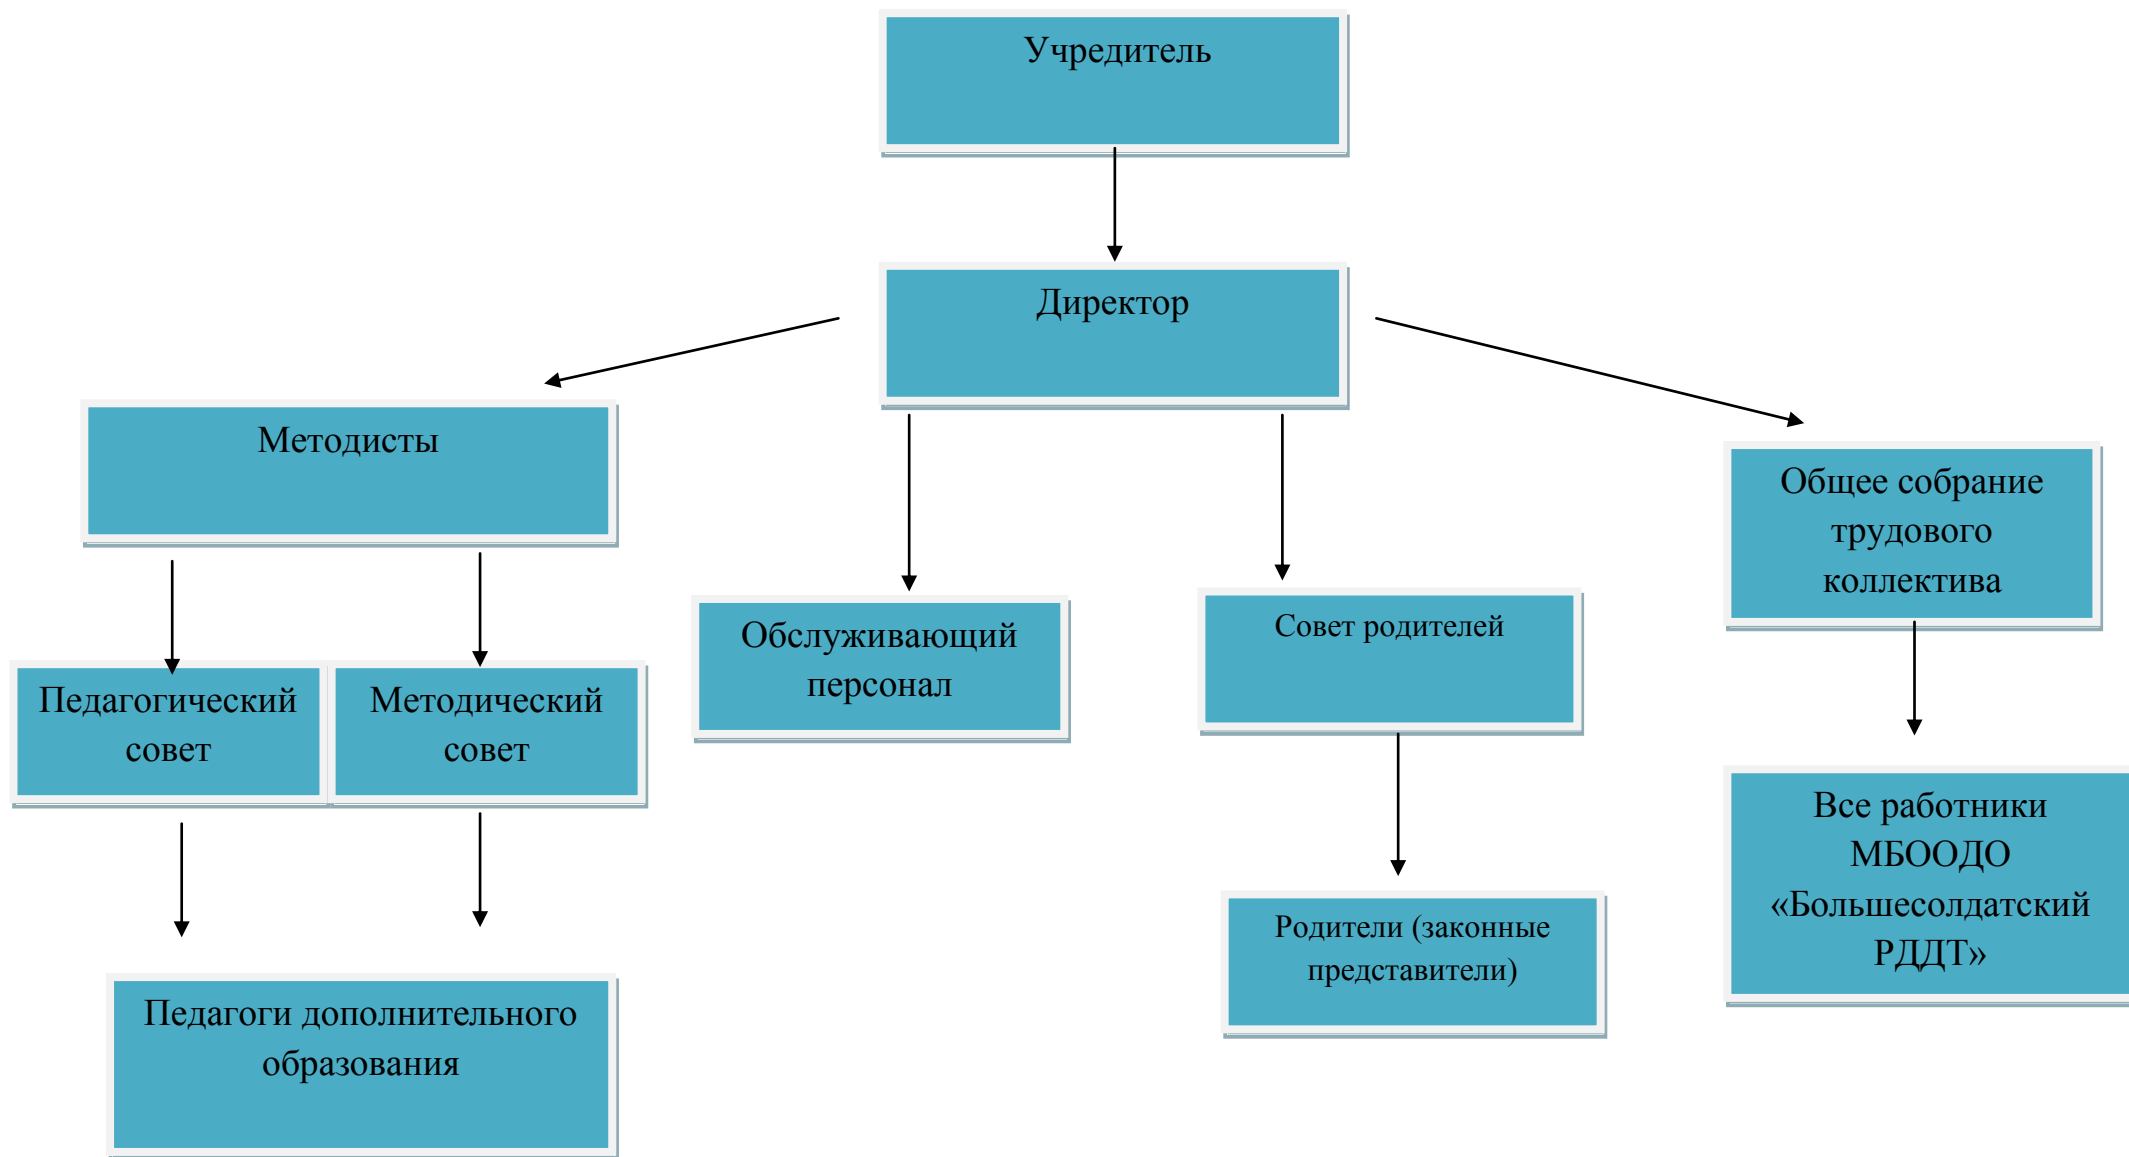 Учредитель
Директор
Методисты
Общее собрание
трудового
коллектива
Обслуживающий
персонал
Совет родителей
Педагогический
совет
Методический
совет
Все работники
МБООДО
«Большесолдатский
РДДТ»
Родители (законные
представители)
Педагоги дополнительного
образования